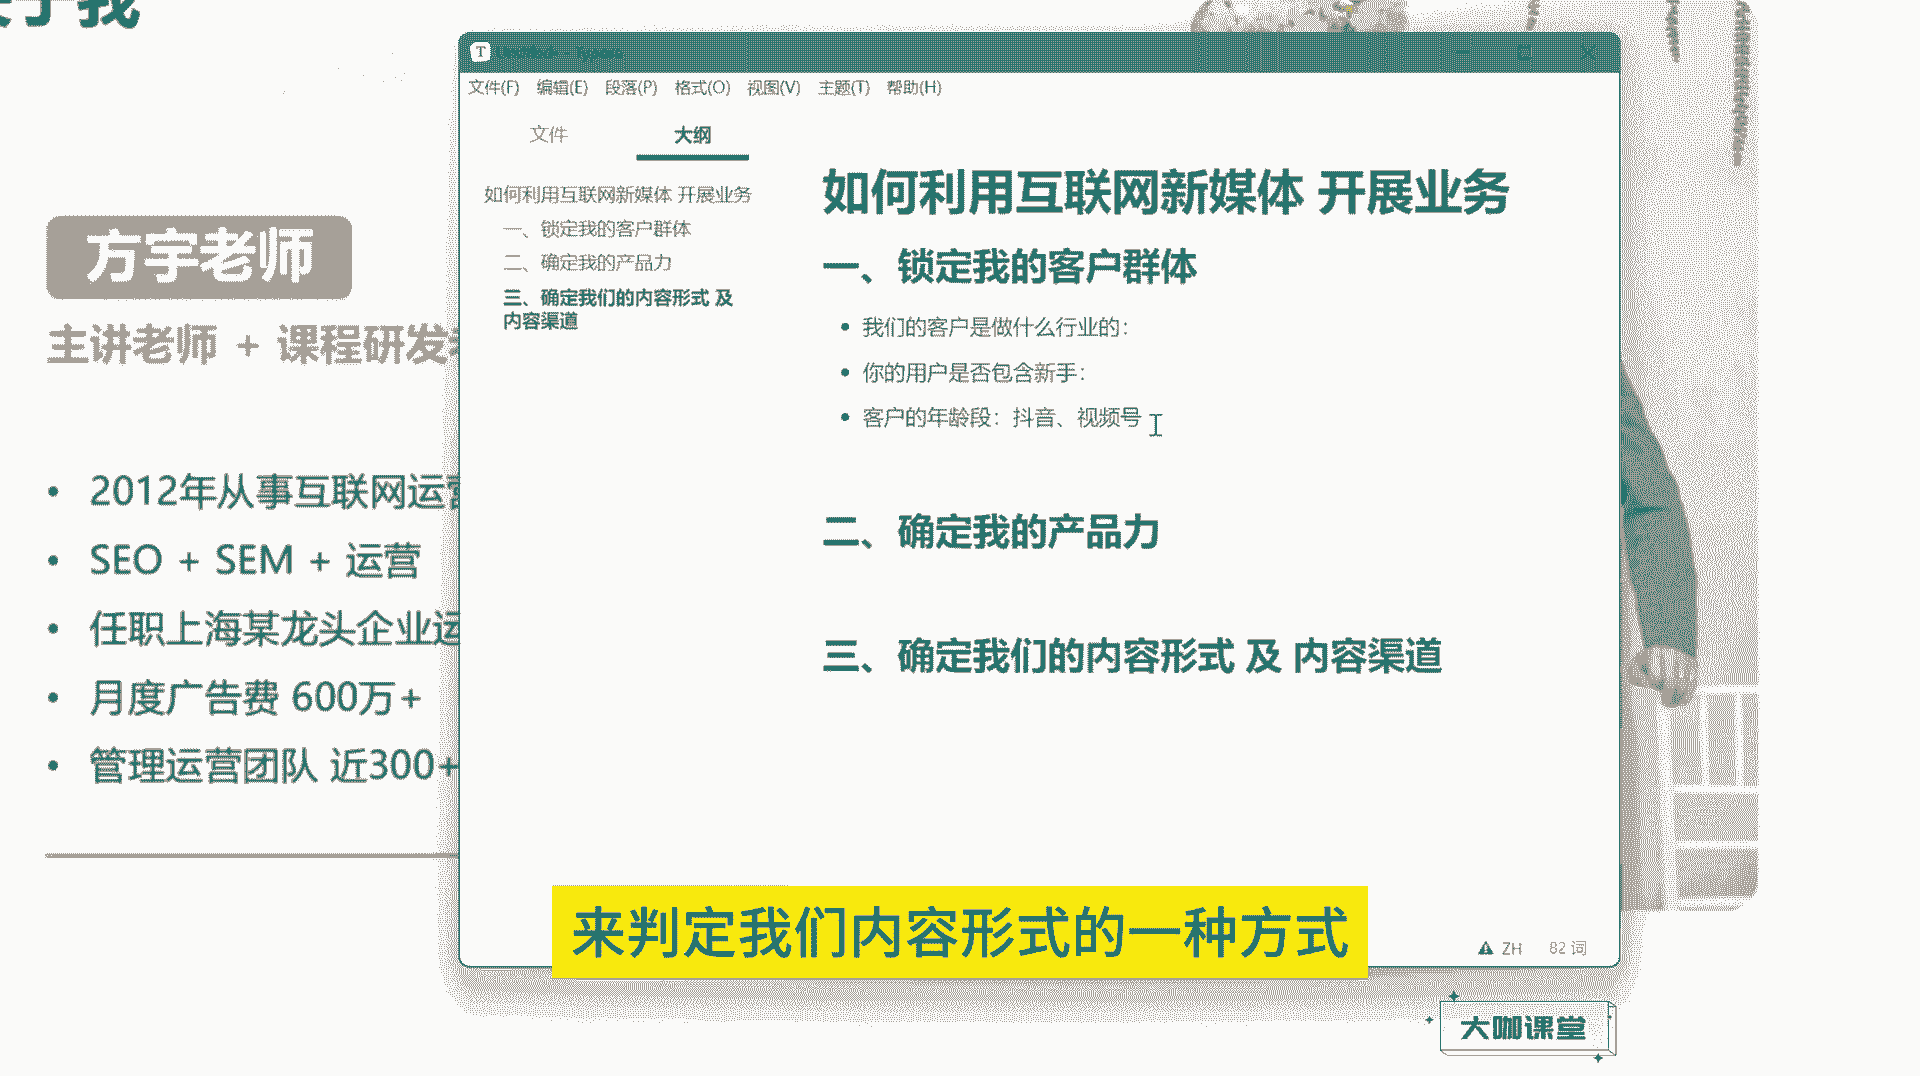 于我
方宇老师
主讲老师 + 课程研发
2012年从事互联网运营
SEO + SEM + 运营
任职上海某龙头企业运
月度广告费 600万+
管理运营团队 近300+
文件(F) 编辑(E) 段落(P) 格式(O) 视图(V) 主题(T) 帮助(H)
文件 大纲
如何利用互联网新媒体 开展业务
一、锁定我的客户群体
二、确定我的产品力
三、确定我们的内容形式 及
内容渠道
如何利用互联网新媒体 开展业务
一、锁定我的客户群体
我们的客户是做什么行业的：
你的用户是否包含新手：
客户的年龄段：抖音、视频号
二、确定我的产品力
三、确定我们的内容形式 及 内容渠道
来判定我们内容形式的一种方式
ZH 82 词
大咖课堂